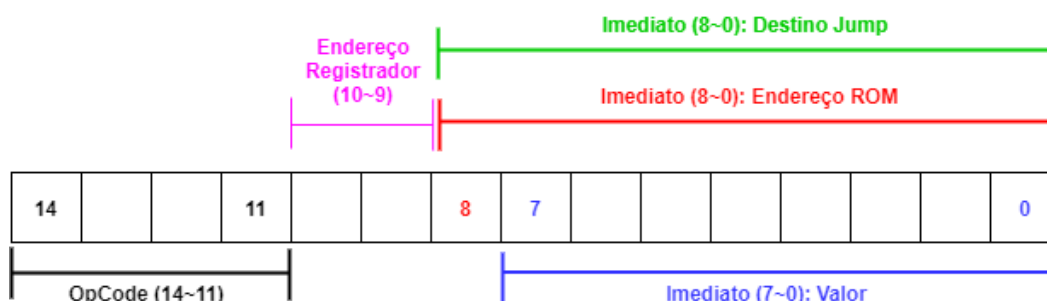 Imediato (8~0): Destino Jump
Endereço
Registrador
(10~9)
Imediato (8~0): Endereço ROM
14
11
8
7
0
OpCode (14~11)
Imediato (7~0): Valor